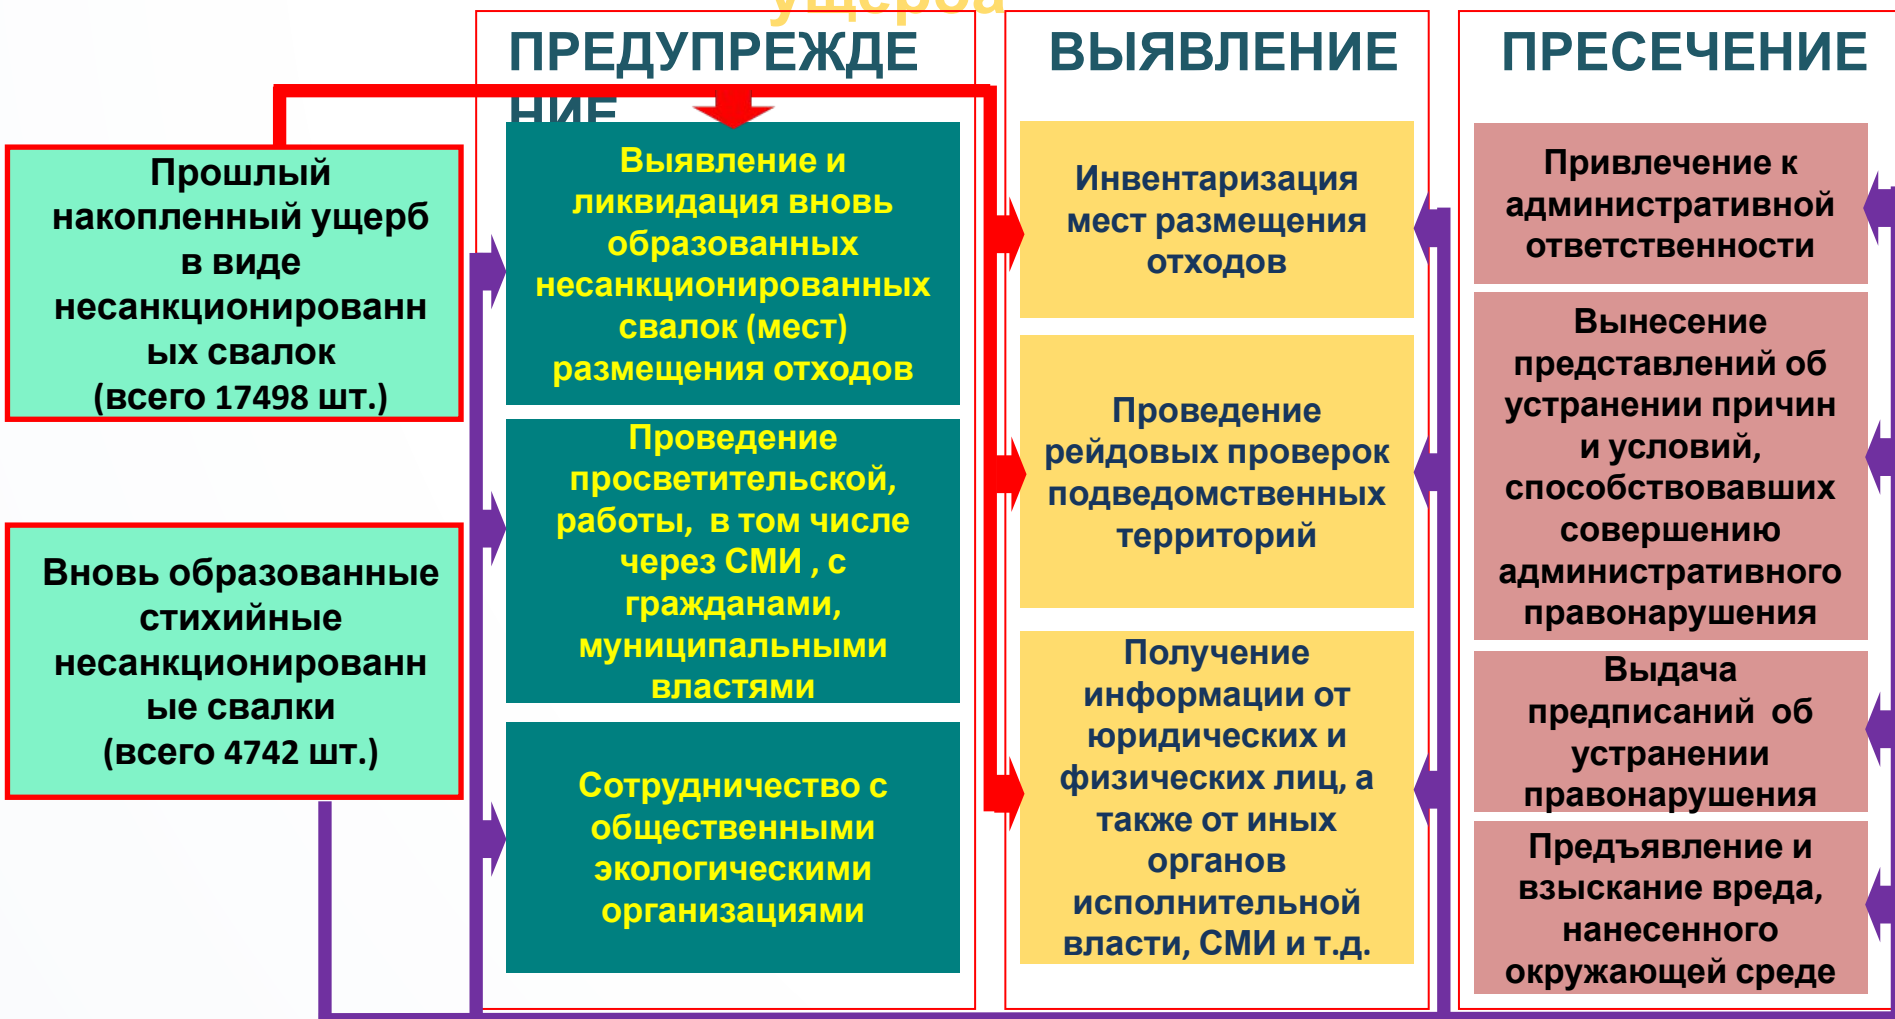 ущерба
ПРЕДУПРЕЖДЕ
НИЕ
ВЫЯВЛЕНИЕ
ПРЕСЕЧЕНИЕ
Прошлый
накопленный ущерб
в виде
несанкционированн
ых свалок
(всего 17498 шт.)
Вновь образованные
стихийные
несанкционированн
ые свалки
(всего 4742 шт.)
Выявление и
ликвидация вновь
образованных
несанкционированных
свалок (мест)
размещения отходов
Проведение
просветительской,
работы, в том числе
через СМИ , с
гражданами,
муниципальными
властями
Сотрудничество с
общественными
экологическими
организациями
Инвентаризация
мест размещения
отходов
Проведение
рейдовых проверок
подведомственных
территорий
Получение
информации от
юридических и
физических лиц, а
также от иных
органов
исполнительной
власти, СМИ и т.д.
Привлечение к
административной
ответственности
Вынесение
представлений об
устранении причин
и условий,
способствовавших
совершению
административного
правонарушения
Выдача
предписаний об
устранении
правонарушения
Предъявление и
взыскание вреда,
нанесенного
окружающей среде